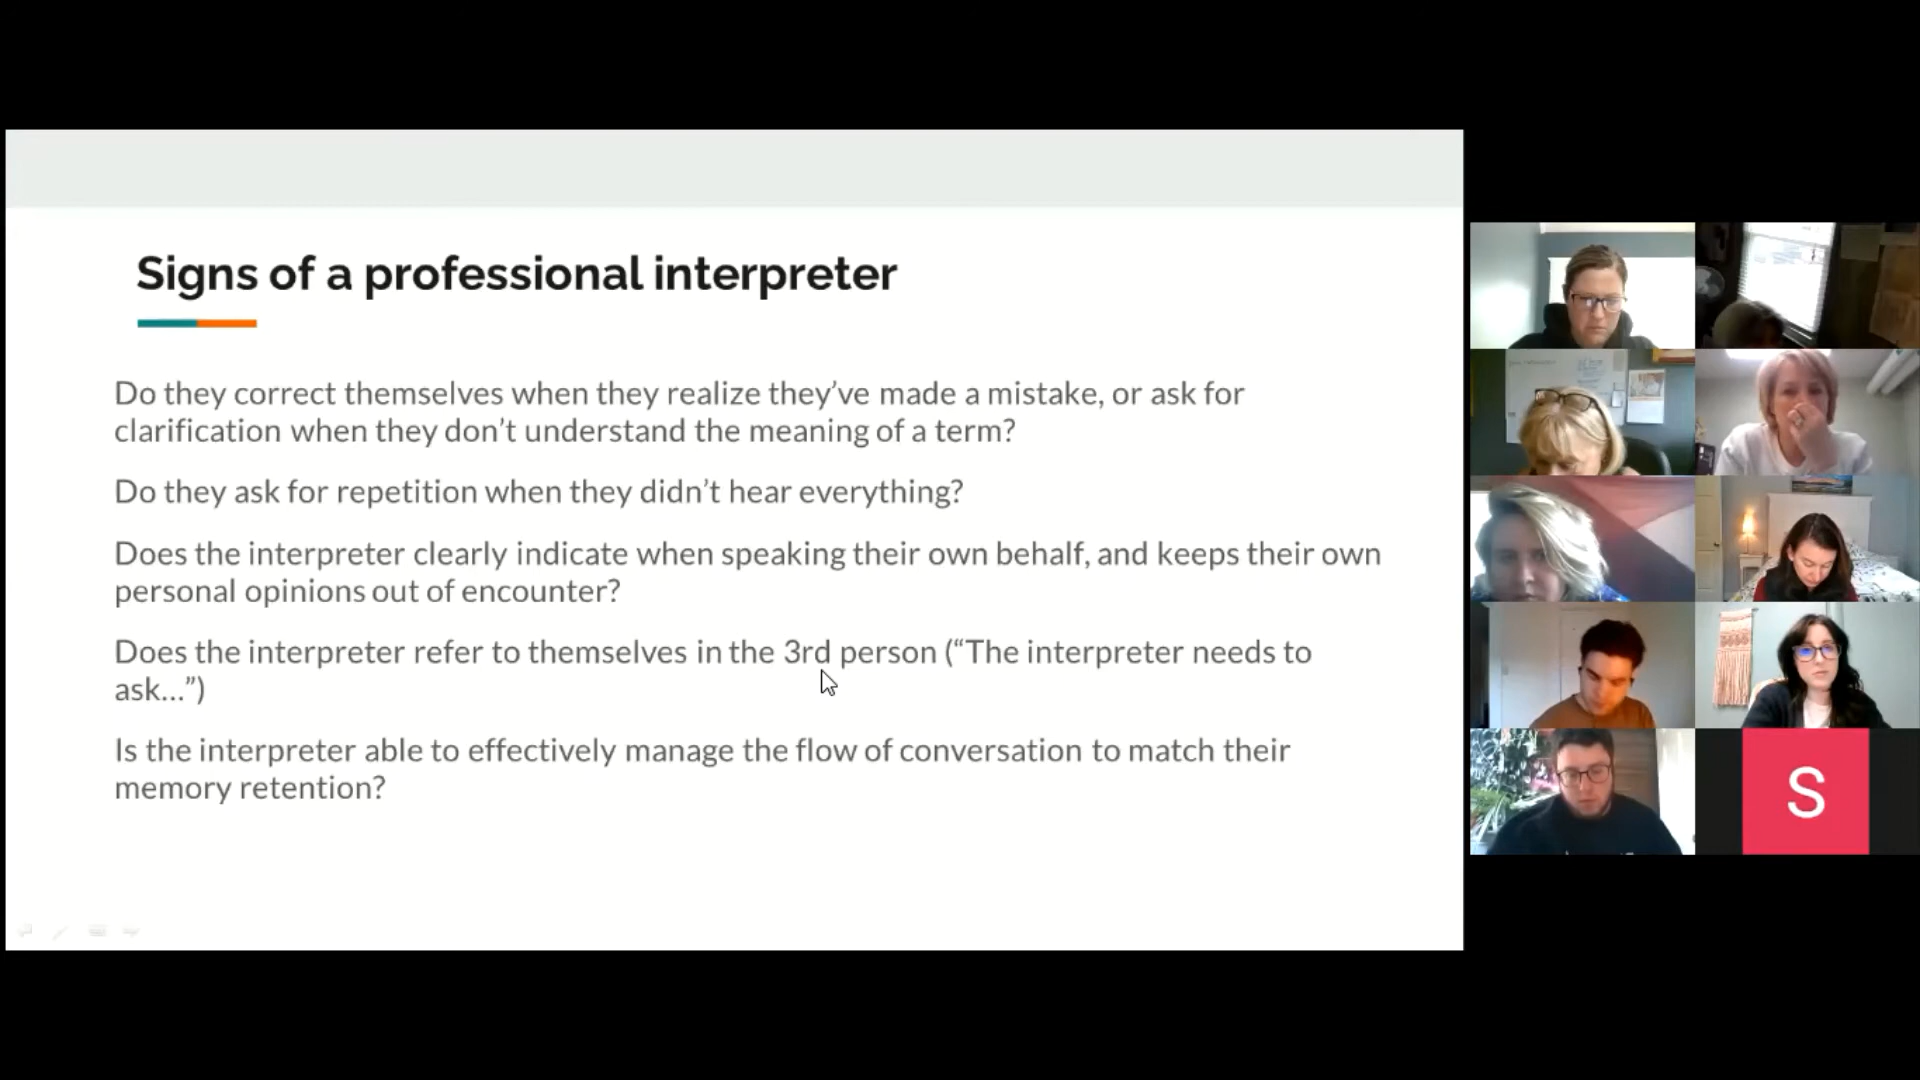 Signs of a professional interpreter
Do they correct themselves when they realize they’ve made a mistake, or ask for
clarification when they don’t understand the meaning of a term?
Do they ask for repetition when they didn’t hear everything?
Does the interpreter clearly indicate when speaking their own behalf, and keeps their own
personal opinions out of encounter?
Does the interpreter refer to themselves in the 3rd person (“The interpreter needs to
ask…”)
Is the interpreter able to effectively manage the flow of conversation to match their
memory retention?
S